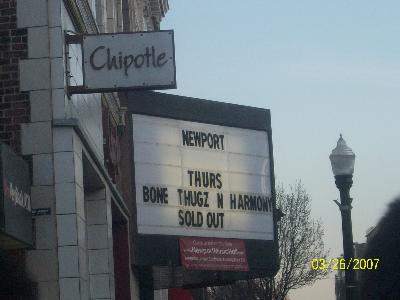 Chipotle
NEWPORT
THURS
BONE THUGZ N HARMONY
SOLD OUT
03/26/2007